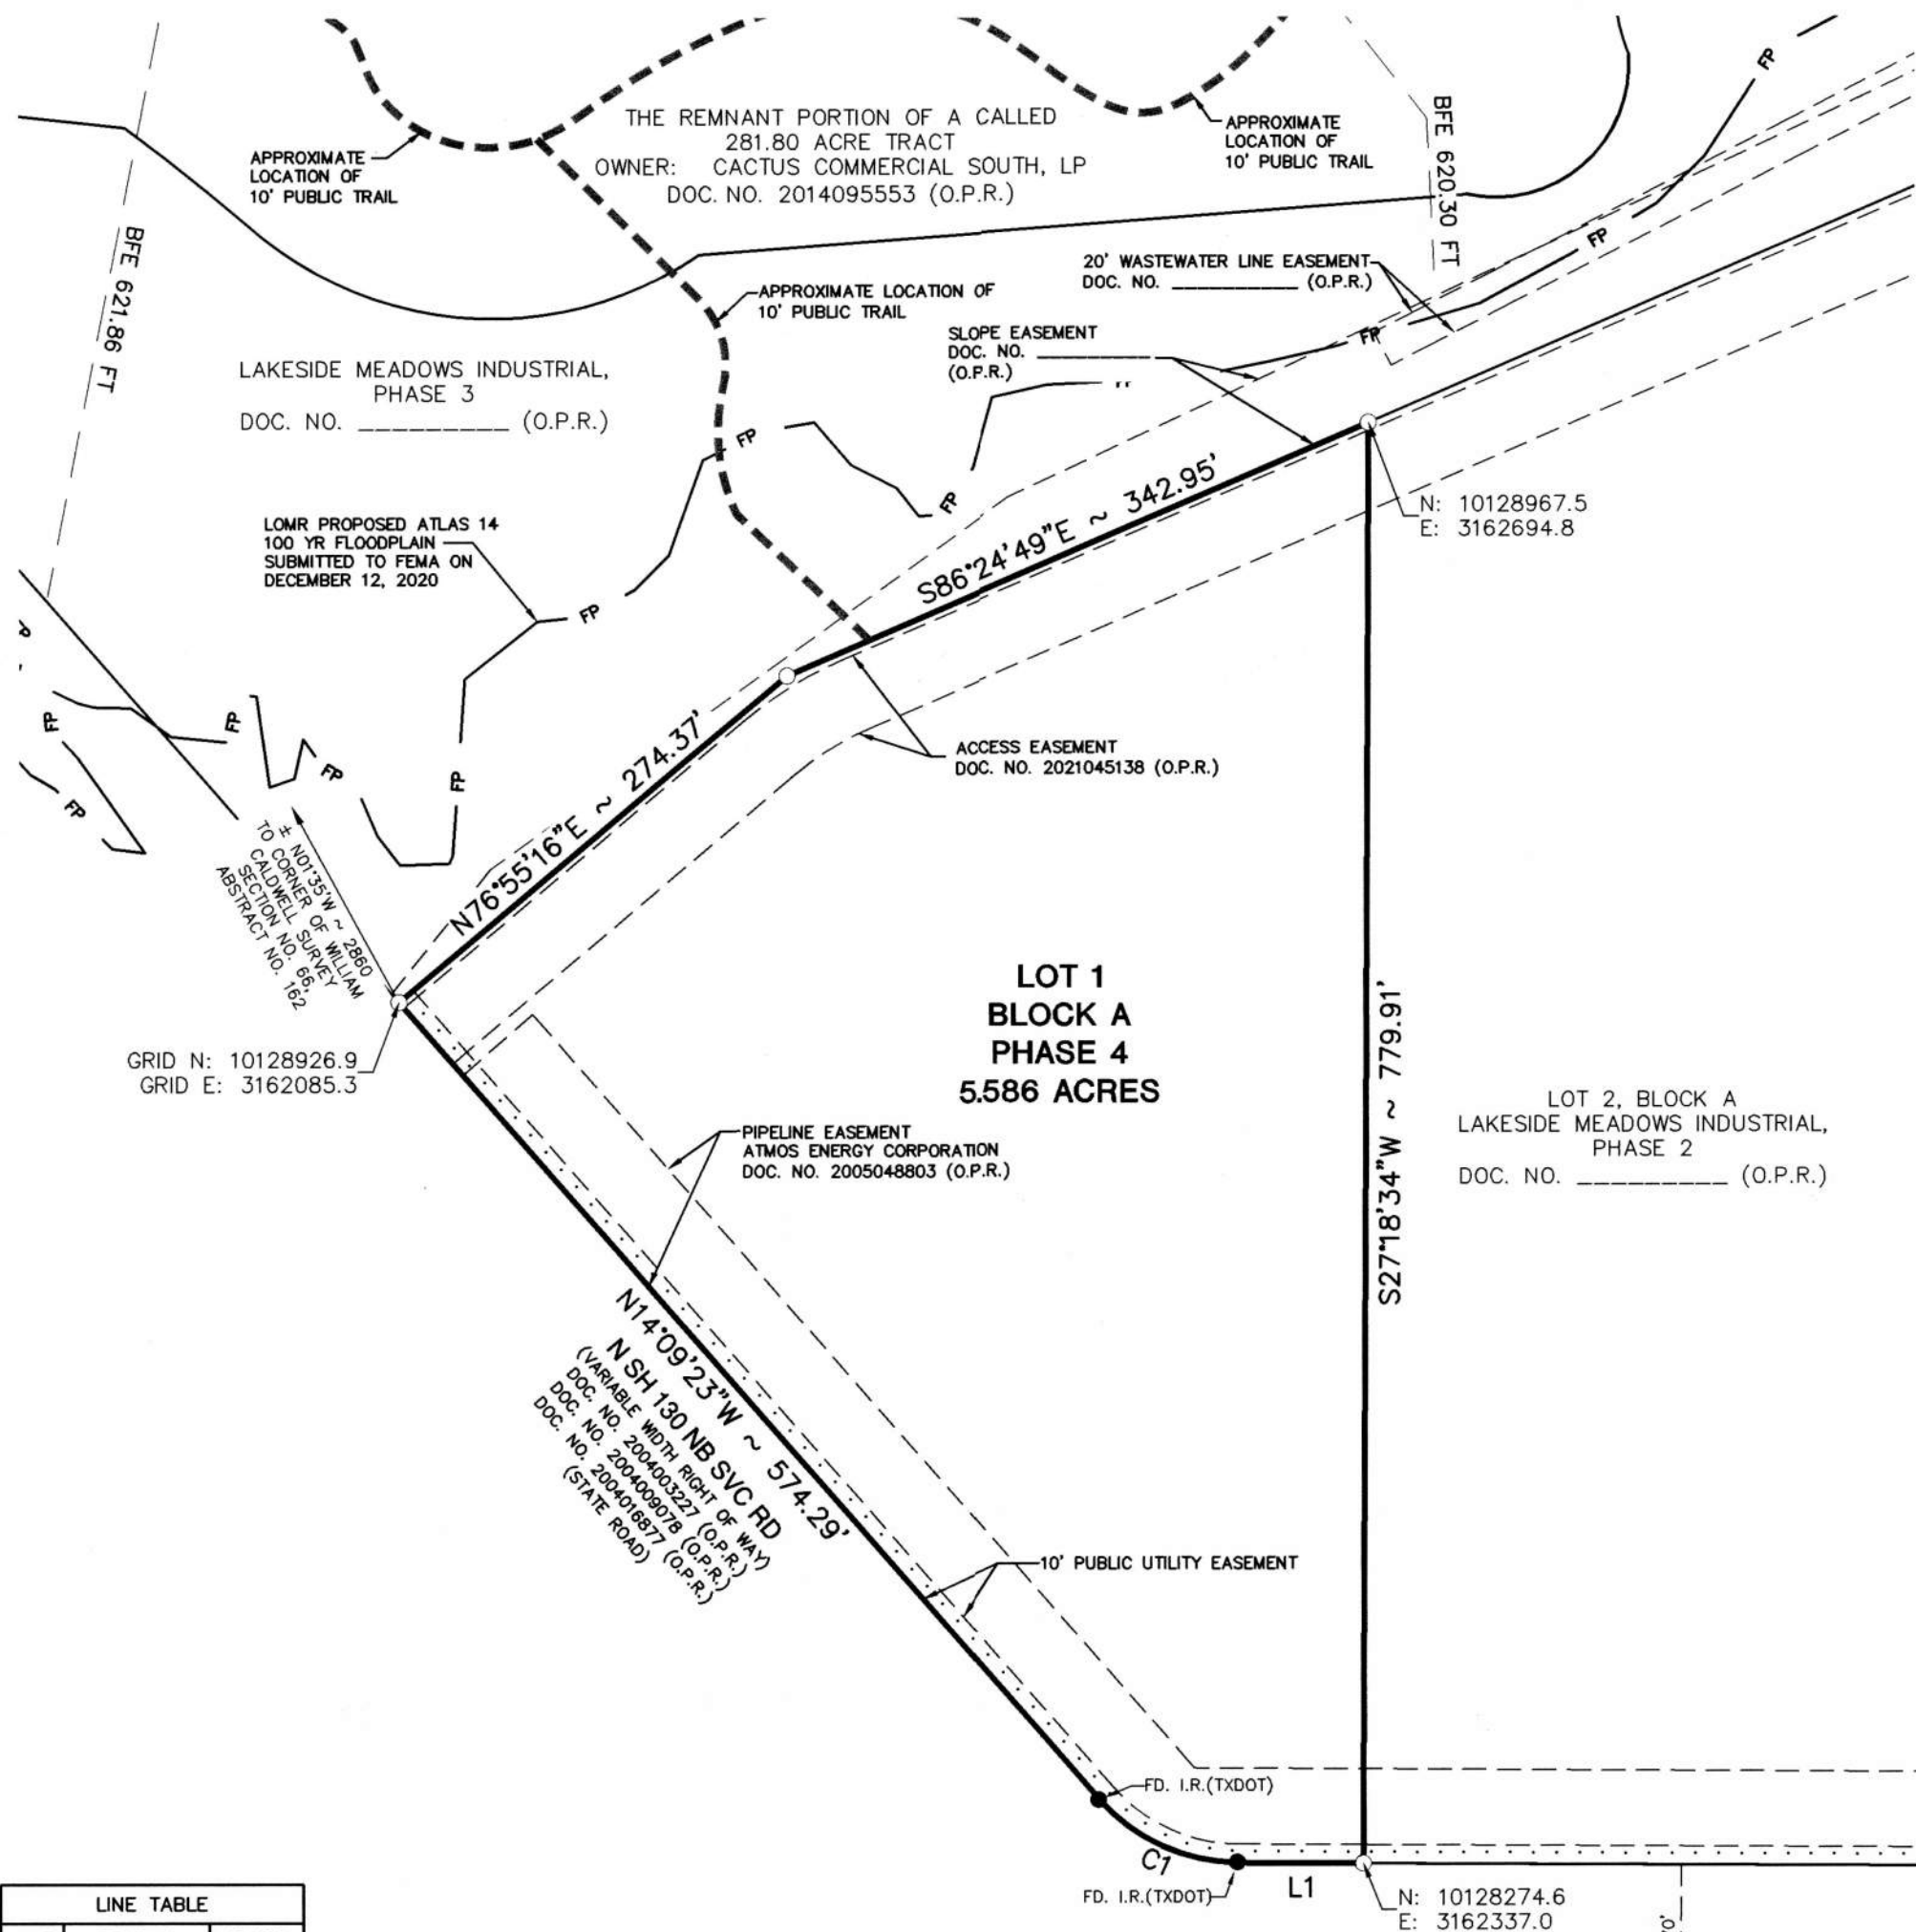 THE REMNANT PORTION OF A CALLED
281.80 ACRE TRACT
OWNER: CACTUS COMMERCIAL SOUTH, LP
DOC. NO. 2014095553 (O.P.R.)
APPROXIMATE
LOCATION OF
10' PUBLIC TRAIL
APPROXIMATE
LOCATION OF
10' PUBLIC TRAIL
FP
BFE 620.30 FT
BFE 621.86 FT
20' WASTEWATER LINE EASEMENT
DOC. NO. __________ (O.P.R.)
FP
APPROXIMATE LOCATION OF
10' PUBLIC TRAIL
SLOPE EASEMENT
DOC. NO. _________
(O.P.R.)
FP
LAKESIDE MEADOWS INDUSTRIAL,
PHASE 3
DOC. NO. _________ (O.P.R.)
FP
FP
S86°24'49"E ~ 342.95'
N: 10128967.5
E: 3162694.8
LOMR PROPOSED ATLAS 14
100 YR FLOODPLAIN
SUBMITTED TO FEMA ON
DECEMBER 12, 2020
FP
FP
FP
FP
FP
FP
N76°55'16"E ~ 274.37'
ACCESS EASEMENT
DOC. NO. 2021045138 (O.P.R.)
± N01°35'W ~ 2860
TO CORNER OF WILLIAM
CALDWELL SURVEY
SECTION NO. 66,
ABSTRACT NO. 162
GRID N: 10128926.9
GRID E: 3162085.3
LOT 1
BLOCK A
PHASE 4
5.586 ACRES
S27°18'34"W ~ 779.91'
LOT 2, BLOCK A
LAKESIDE MEADOWS INDUSTRIAL,
PHASE 2
DOC. NO. _________ (O.P.R.)
PIPELINE EASEMENT
ATMOS ENERGY CORPORATION
DOC. NO. 2005048803 (O.P.R.)
N14°09'23"W ~ 574.29'
N SH 130 NB SVC RD
(VARIABLE WIDTH RIGHT OF WAY)
DOC. NO. 2004003227 (O.P.R.)
DOC. NO. 2004009078 (O.P.R.)
DOC. NO. 2004016877 (O.P.R.)
(STATE ROAD)
10' PUBLIC UTILITY EASEMENT
FD. I.R.(TXDOT)
C1
FD. I.R.(TXDOT)
L1
N: 10128274.6
E: 3162337.0
LINE TABLE